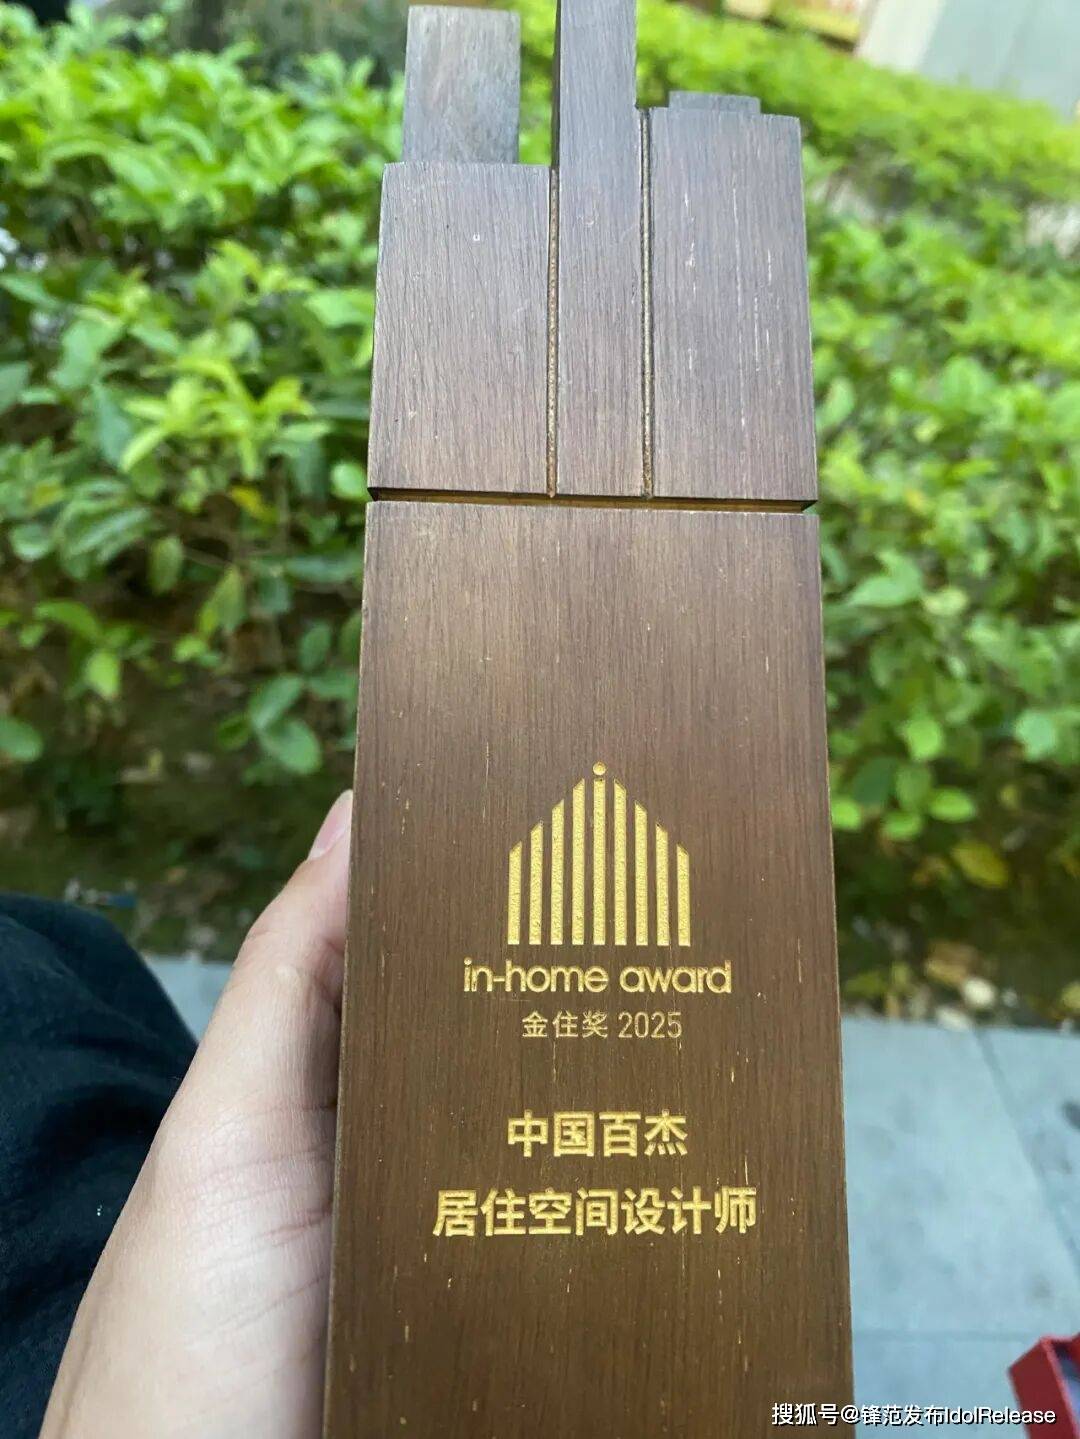 in-home award
金住奖 2025
中国百杰
居住空间设计师
搜狐号@锋范发布IdolRelease